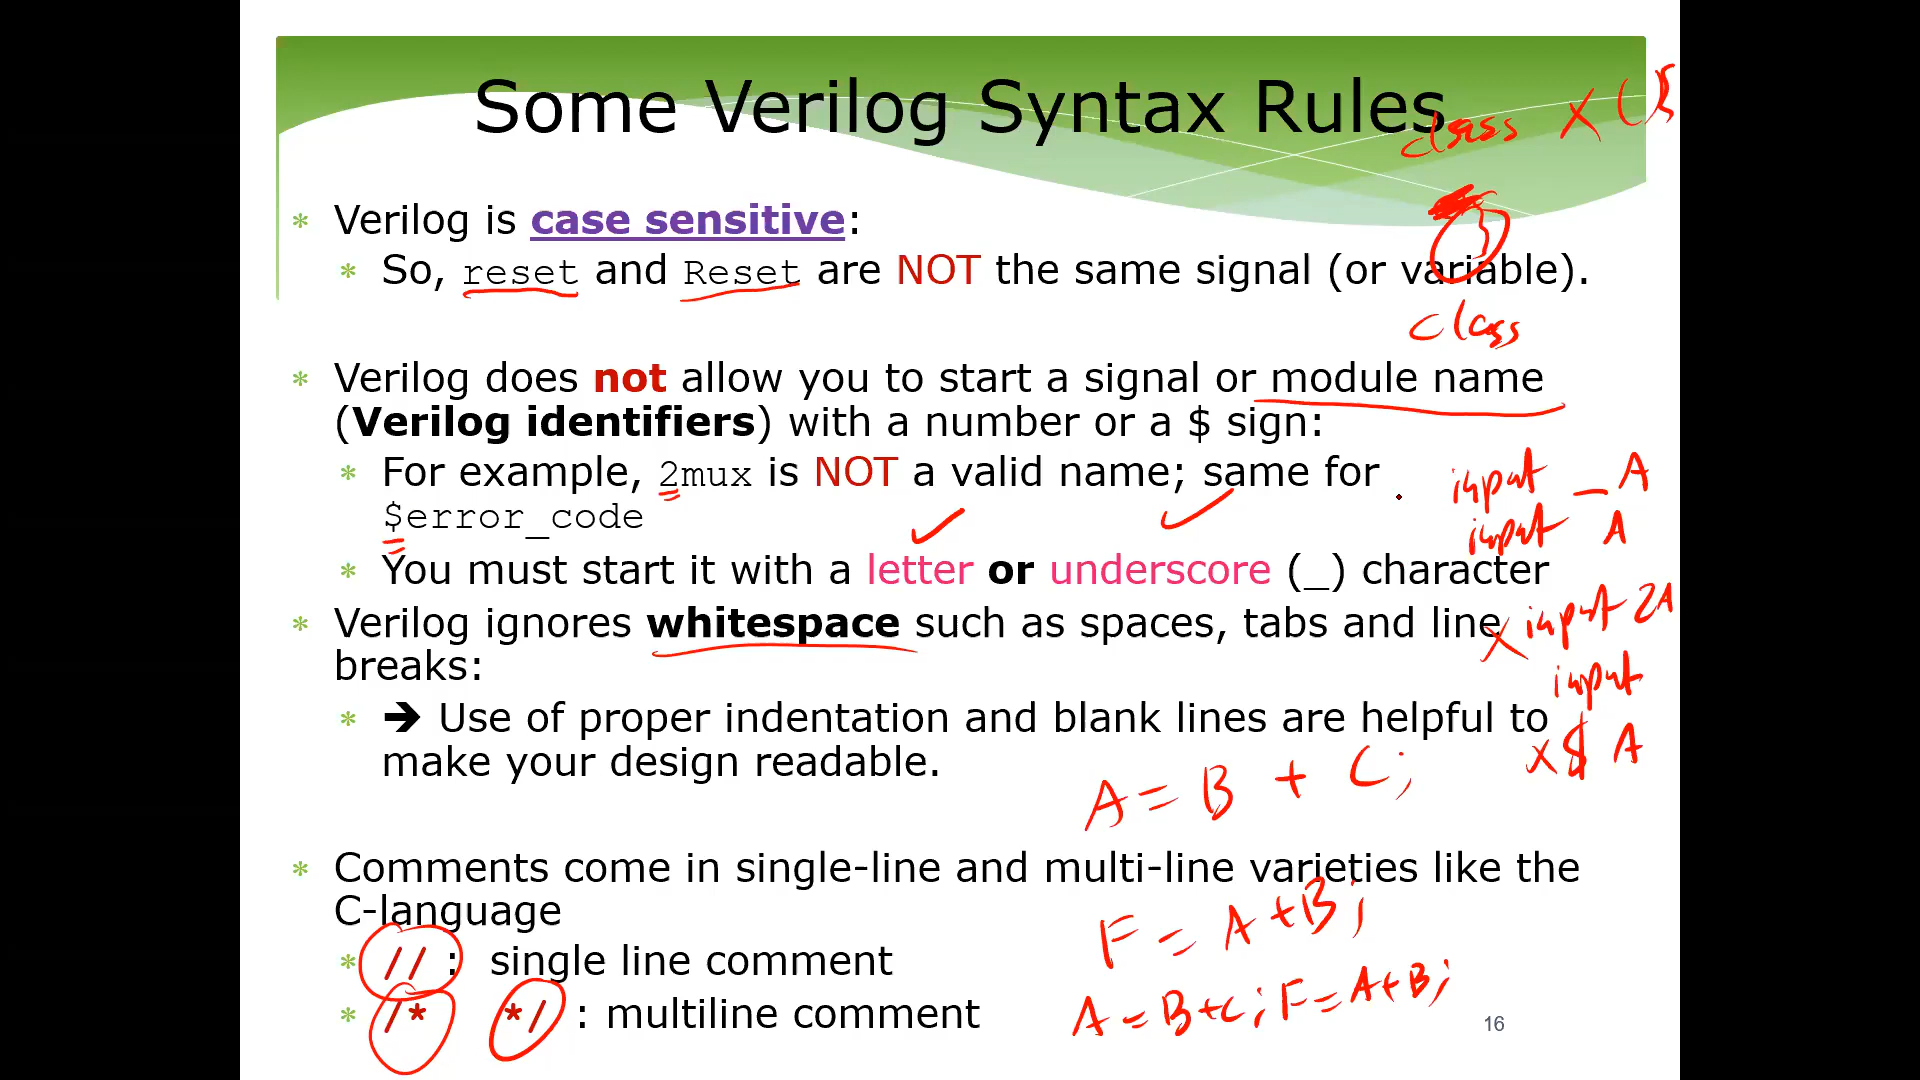 Some Verilog Syntax Rules
class X (
* Verilog is case sensitive:
* So, reset and Reset are NOT the same signal (or variable).
class
* Verilog does not allow you to start a signal or module name
(Verilog identifiers) with a number or a $ sign:
* For example, 2mux is NOT a valid name; same for
$error_code
input _A
input A
* You must start it with a letter or underscore (_) character
* Verilog ignores whitespace such as spaces, tabs and line
breaks:
X input 2A
input
X $ A
* ➔ Use of proper indentation and blank lines are helpful to
make your design readable.
A = B + C;
* Comments come in single-line and multi-line varieties like the
C-language
F = A + B;
* // : single line comment
* /* */ : multiline comment
A = B + C; F = A + B;
16